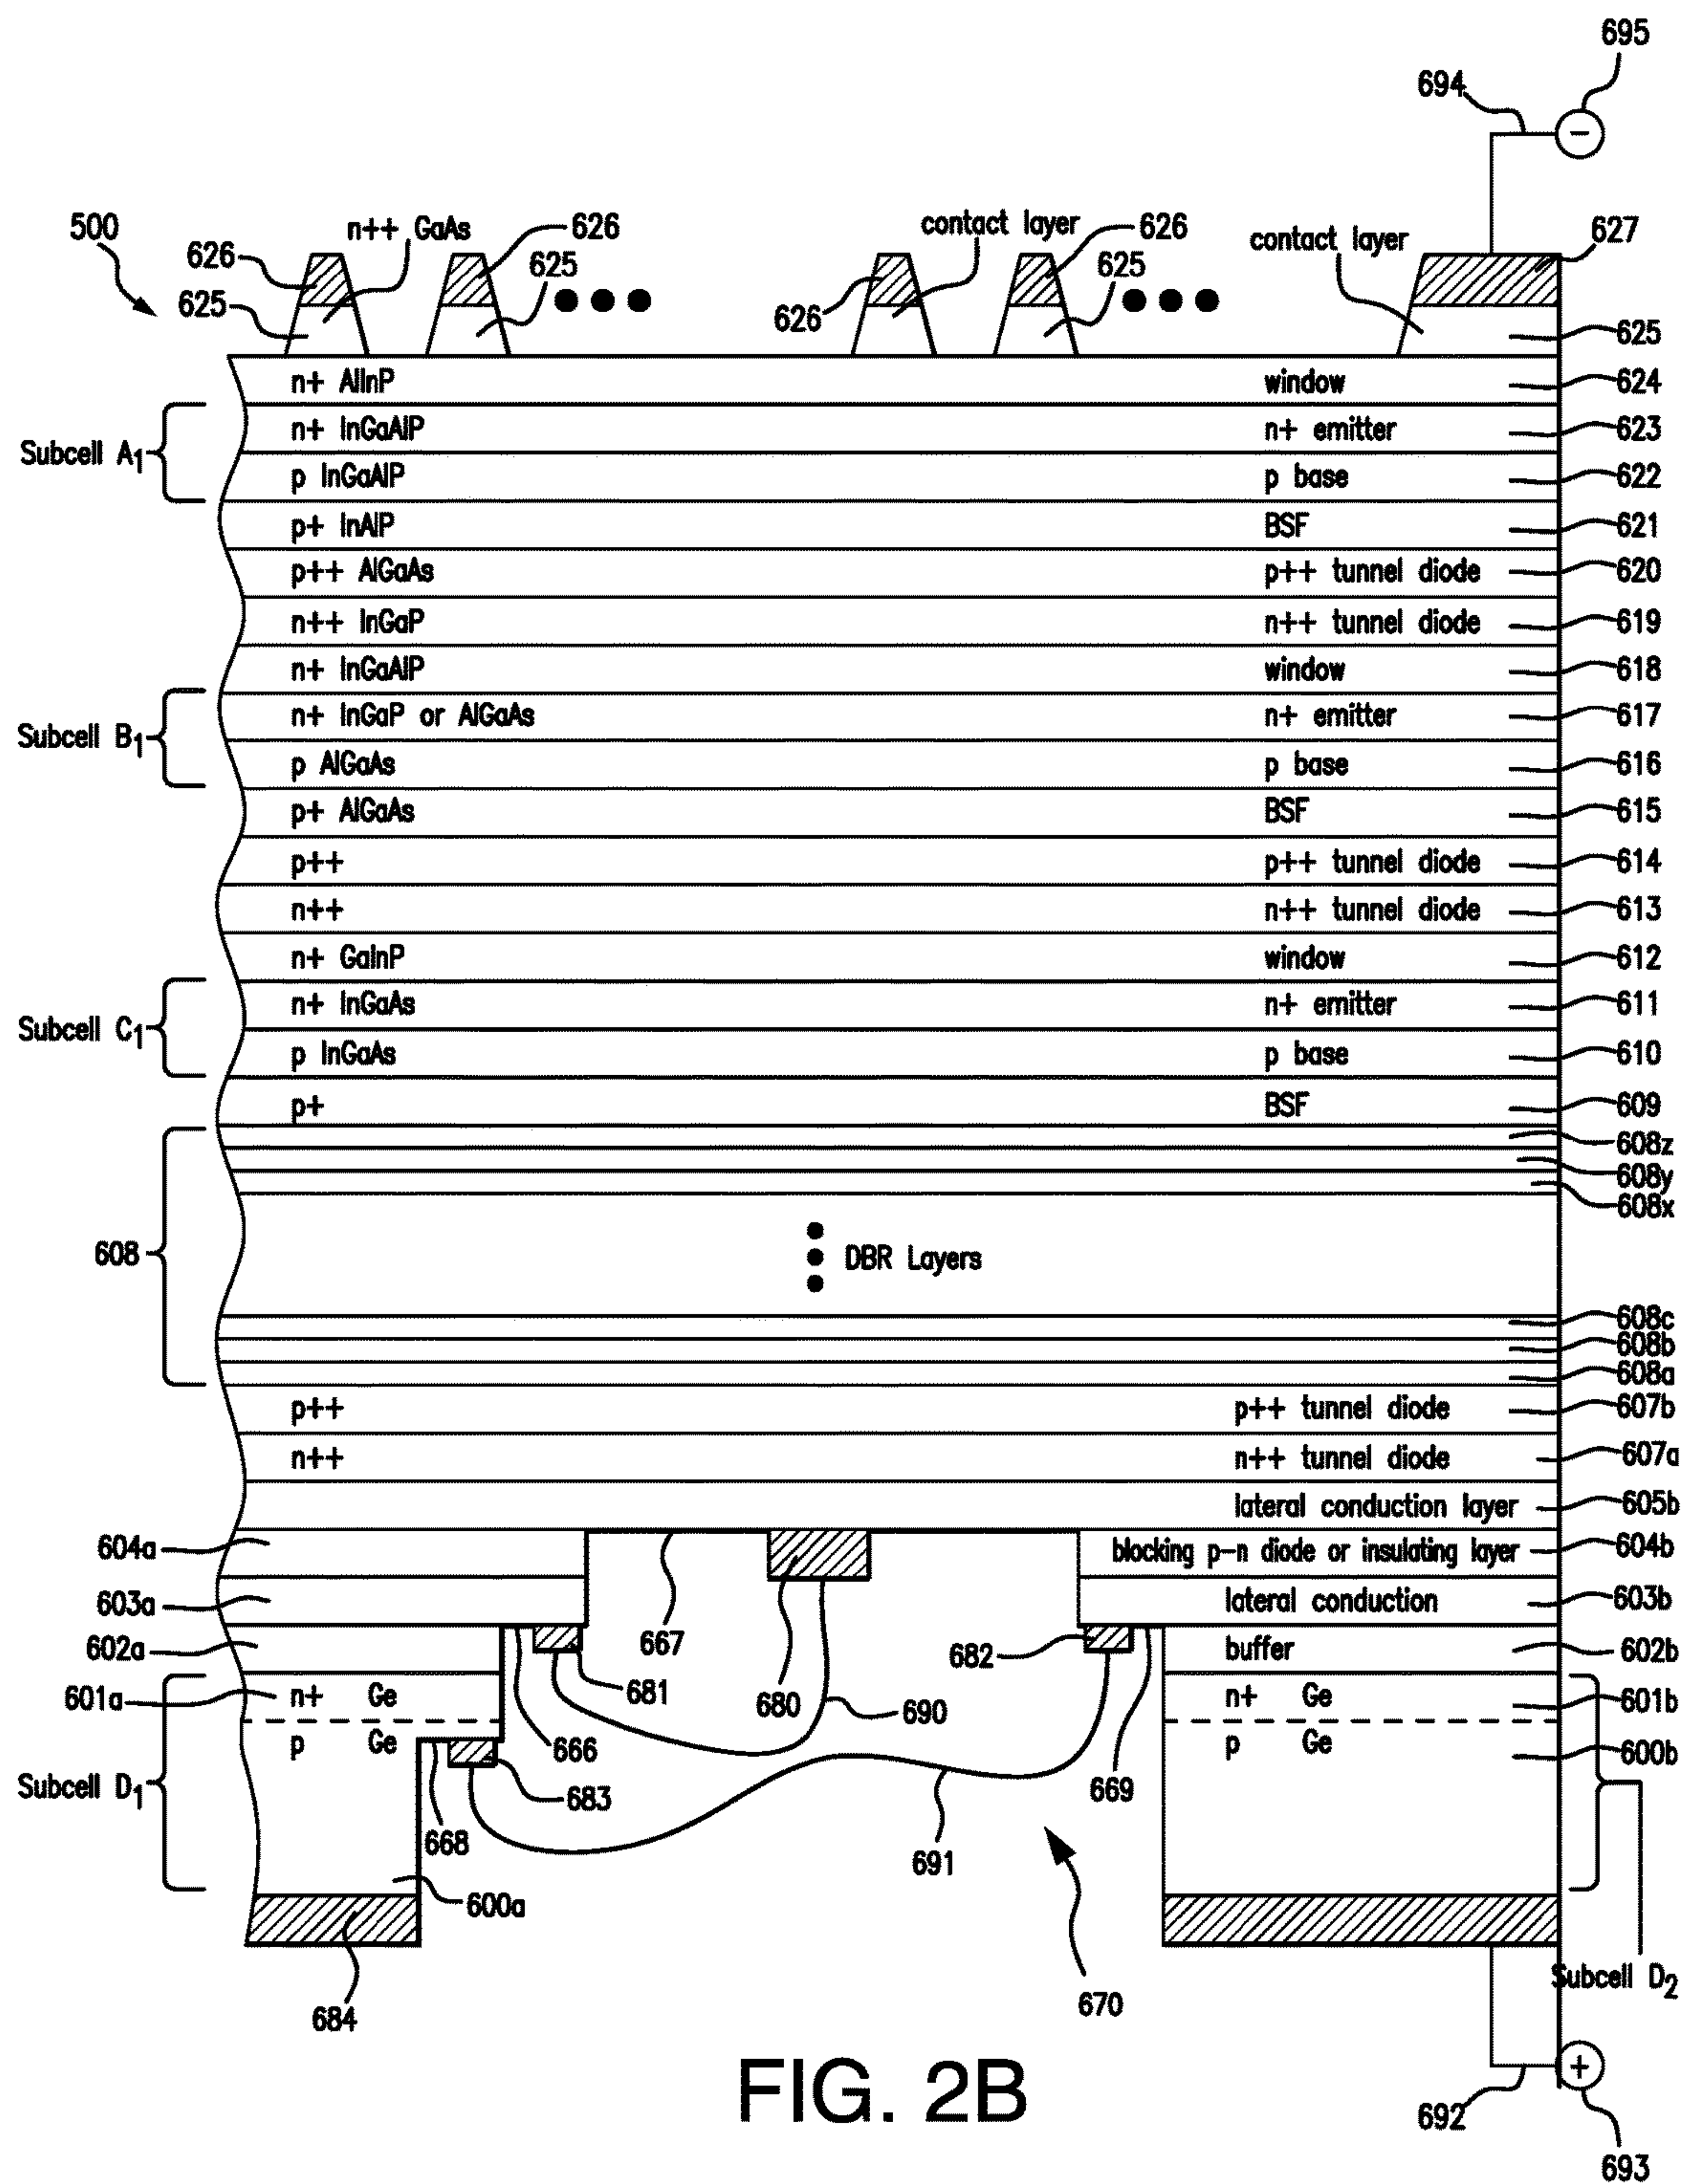 695
694
−
500
n++ GaAs
626
626
625
625
contact layer
626
626
625
contact layer
627
625
n+ AlInP window 624
Subcell A1
n+ InGaAlP n+ emitter 623
p InGaAlP p base 622
p+ InAlP BSF 621
p++ AlGaAs p++ tunnel diode 620
n++ InGaP n++ tunnel diode 619
n+ InGaAlP window 618
Subcell B1
n+ InGaP or AlGaAs n+ emitter 617
p AlGaAs p base 616
p+ AlGaAs BSF 615
p++ p++ tunnel diode 614
n++ n++ tunnel diode 613
n+ GaInP window 612
Subcell C1
n+ InGaAs n+ emitter 611
p InGaAs p base 610
p+ BSF 609
608z
608y
608x
608
DBR Layers
608c
608b
608a
p++ p++ tunnel diode 607b
n++ n++ tunnel diode 607a
lateral conduction layer 605b
604a blocking p-n diode or insulating layer 604b
603a lateral conduction 603b
602a 667 682 buffer 602b
601a n+ Ge 681 680 690 n+ Ge 601b
p Ge 666 p Ge 600b
Subcell D1
683
669
668
691
600a
Subcell D2
684
670
+
692
693
FIG. 2B